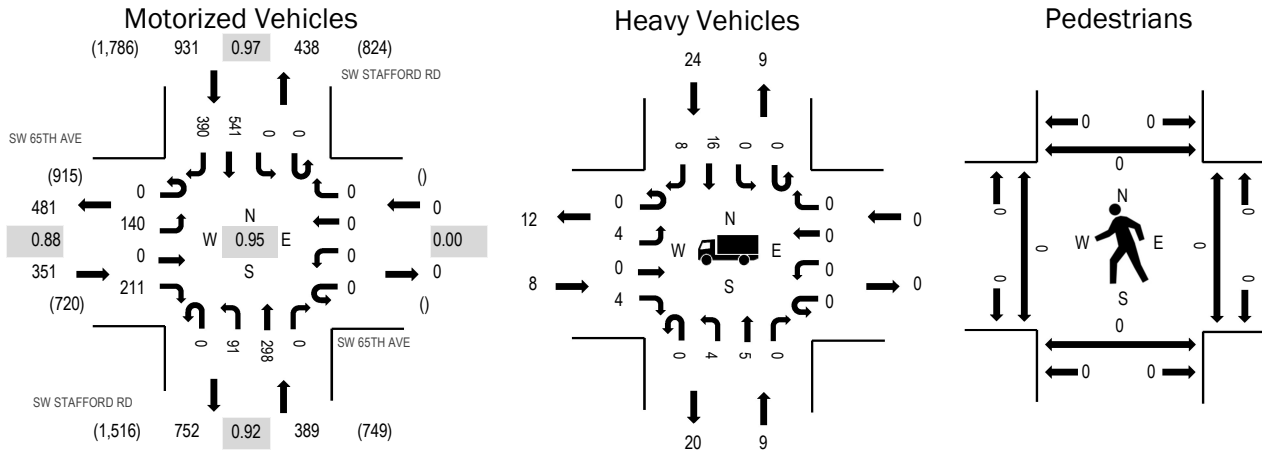 Motorized Vehicles
(1,786) 931 0.97 438 (824)
SW STAFFORD RD
390 541 0 0
SW 65TH AVE
(915)
481
0.88
351
(720)
0
140
0
211
N
W 0.95 E
S
0
0
0
0
()
0
0.00
0
()
0 91 298 0
SW 65TH AVE
SW STAFFORD RD
(1,516) 752 0.92 389 (749)
Heavy Vehicles
24 9
8 16 0 0
12
8
0
4
0
4
N
W E
S
0
0
0
0
0
0
0 4 5 0
20 9
Pedestrians
0 0
0
0
0
0
N
W E
S
0
0
0
0
0 0